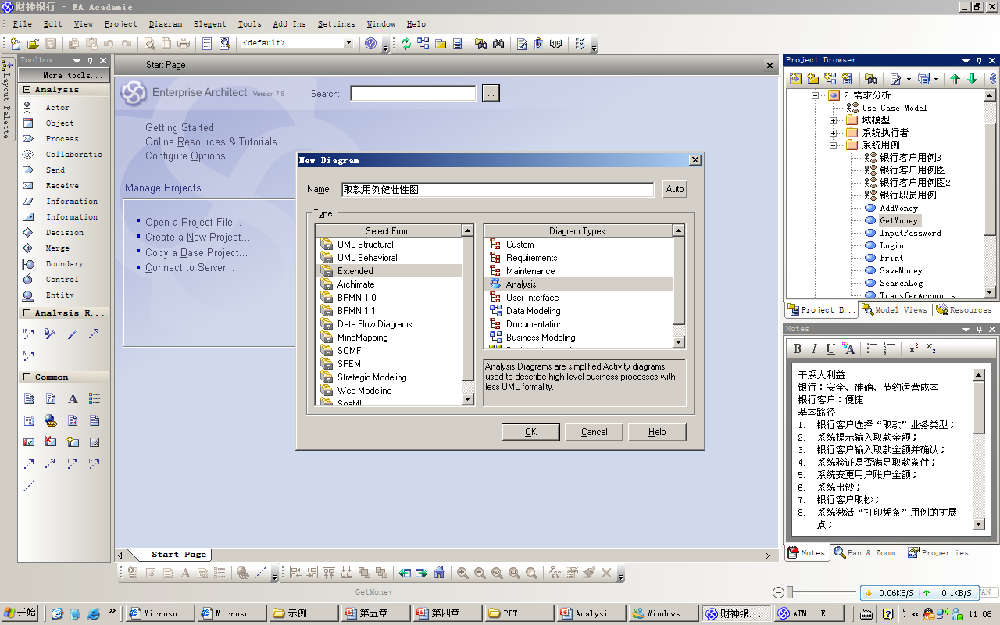 财神银行 - EA Academic
File Edit View Project Diagram Element Tools Add-Ins Settings Window Help
<default>
Layout Palette
Toolbox
More tools...
Analysis
Actor
Object
Process
Collaboratio
Send
Receive
Information
Information
Decision
Merge
Boundary
Control
Entity
Analysis R...
Common
Start Page
Enterprise Architect Version 7.5
Search:
...
Getting Started
Online Resources & Tutorials
Configure Options...
Manage Projects
Open a Project File...
Create a New Project...
Copy a Base Project...
Connect to Server...
New Diagram
Name: 取款用例健壮性图 Auto
Type
Select From:
UML Structural
UML Behavioral
Extended
Archimate
BPMN 1.0
BPMN 1.1
Data Flow Diagrams
MindMapping
SOMF
SPEM
Strategic Modeling
Web Modeling
SoaML
Diagram Types:
Custom
Requirements
Maintenance
Analysis
User Interface
Data Modeling
Documentation
Business Modeling
Analysis Diagrams are simplified Activity diagrams
used to describe high-level business processes with
less UML formality.
OK Cancel Help
Start Page
GetMoney
Project Browser
2-需求分析
Use Case Model
域模型
系统执行者
系统用例
银行客户用例3
银行客户用例图
银行客户用例图2
银行职员用例
AddMoney
GetMoney
InputPassword
Login
Print
SaveMoney
SearchLog
TransferAccounts
Project B... Model Views Resources
Notes
B I U A
干系人利益
银行：安全、准确、节约运营成本
银行客户：便捷
基本路径
1. 银行客户选择“取款”业务类型；
2. 系统提示输入取款金额；
3. 银行客户输入取款金额并确认；
4. 系统验证是否满足取款条件；
5. 系统变更用户账户金额；
6. 系统出钞；
7. 银行客户取钞；
8. 系统激活“打印凭条”用例的扩展
点；
Notes Pan & Zoom Properties
0.06KB/S 0.1KB/S
开始 Microso... Microso... 示例 第五章 ... 第四章 ... PPT Analysi... Windows... 财神银... ATM - E... 11:08